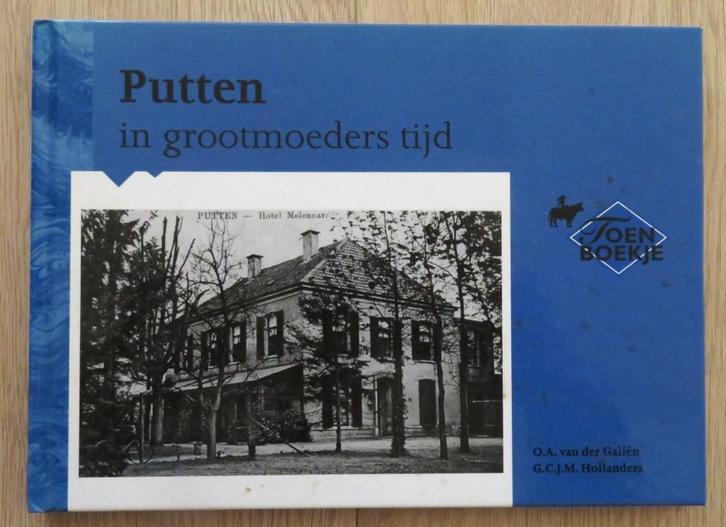 Putten
in grootmoeders tijd
PUTTEN — Hotel Molenaar.
TOEN
BOEKJE
O.A. van der Galiën
G.C.J.M. Hollanders